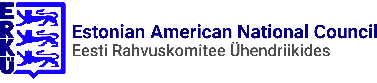 ERKÜ
Estonian American National Council
Eesti Rahvuskomitee Ühendriikides